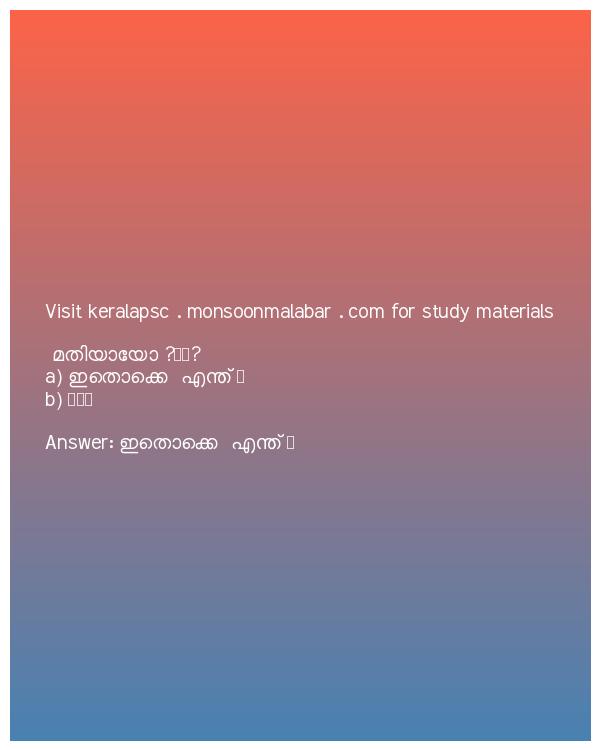 Visit keralapsc .monsoonmalabar .com for study materials
മതിയായോ ?▯▯?
a) ഇതൊക്കെ എന്ത് ▯
b) ▯▯▯
Answer: ഇതൊക്കെ എന്ത് ▯